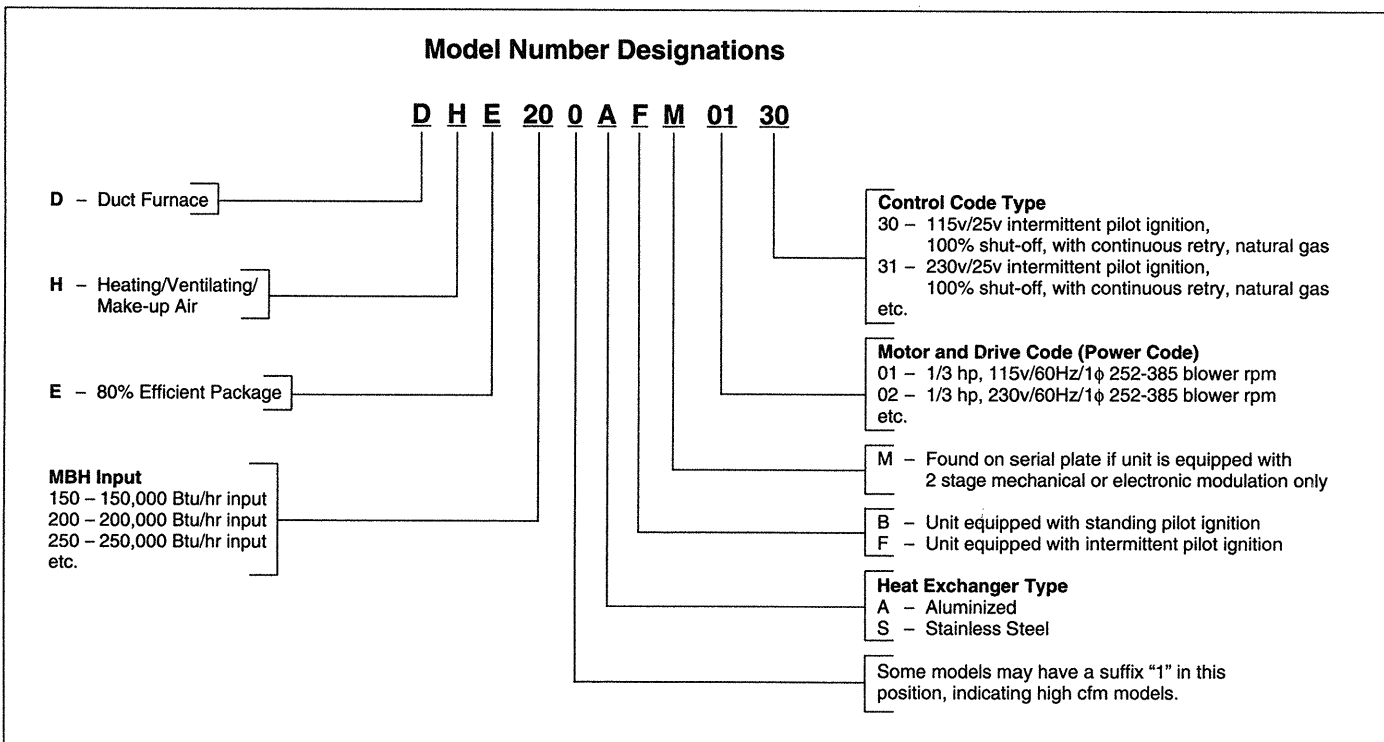 Model Number Designations
D H E 20 0 A F M 01 30
D – Duct Furnace
H – Heating/Ventilating/
Make-up Air
E – 80% Efficient Package
MBH Input
150 – 150,000 Btu/hr input
200 – 200,000 Btu/hr input
250 – 250,000 Btu/hr input
etc.
Control Code Type
30 – 115v/25v intermittent pilot ignition,
100% shut-off, with continuous retry, natural gas
31 – 230v/25v intermittent pilot ignition,
100% shut-off, with continuous retry, natural gas
etc.
Motor and Drive Code (Power Code)
01 – 1/3 hp, 115v/60Hz/1ϕ 252-385 blower rpm
02 – 1/3 hp, 230v/60Hz/1ϕ 252-385 blower rpm
etc.
M – Found on serial plate if unit is equipped with
2 stage mechanical or electronic modulation only
B – Unit equipped with standing pilot ignition
F – Unit equipped with intermittent pilot ignition
Heat Exchanger Type
A – Aluminized
S – Stainless Steel
Some models may have a suffix “1” in this
position, indicating high cfm models.